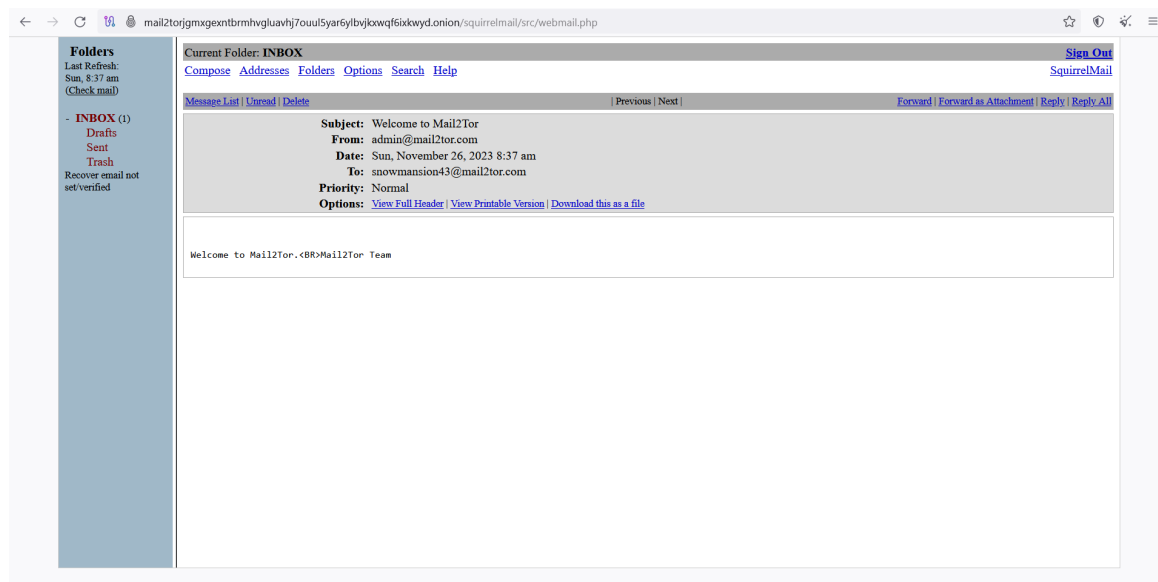 mail2torjgmxgexntbrmhvgluavhj7ouul5yar6ylbvjkxwqf6ixkwyd.onion/squirrelmail/src/webmail.php
Folders
Last Refresh:
Sun, 8:37 am
(Check mail)
- INBOX (1)
Drafts
Sent
Trash
Recover email not
set/verified
Current Folder: INBOX Sign Out
Compose Addresses Folders Options Search Help SquirrelMail
Message List | Unread | Delete | Previous | Next | Forward | Forward as Attachment | Reply | Reply All
Subject: Welcome to Mail2Tor
From: admin@mail2tor.com
Date: Sun, November 26, 2023 8:37 am
To: snowmansion43@mail2tor.com
Priority: Normal
Options: View Full Header | View Printable Version | Download this as a file
Welcome to Mail2Tor.<BR>Mail2Tor Team